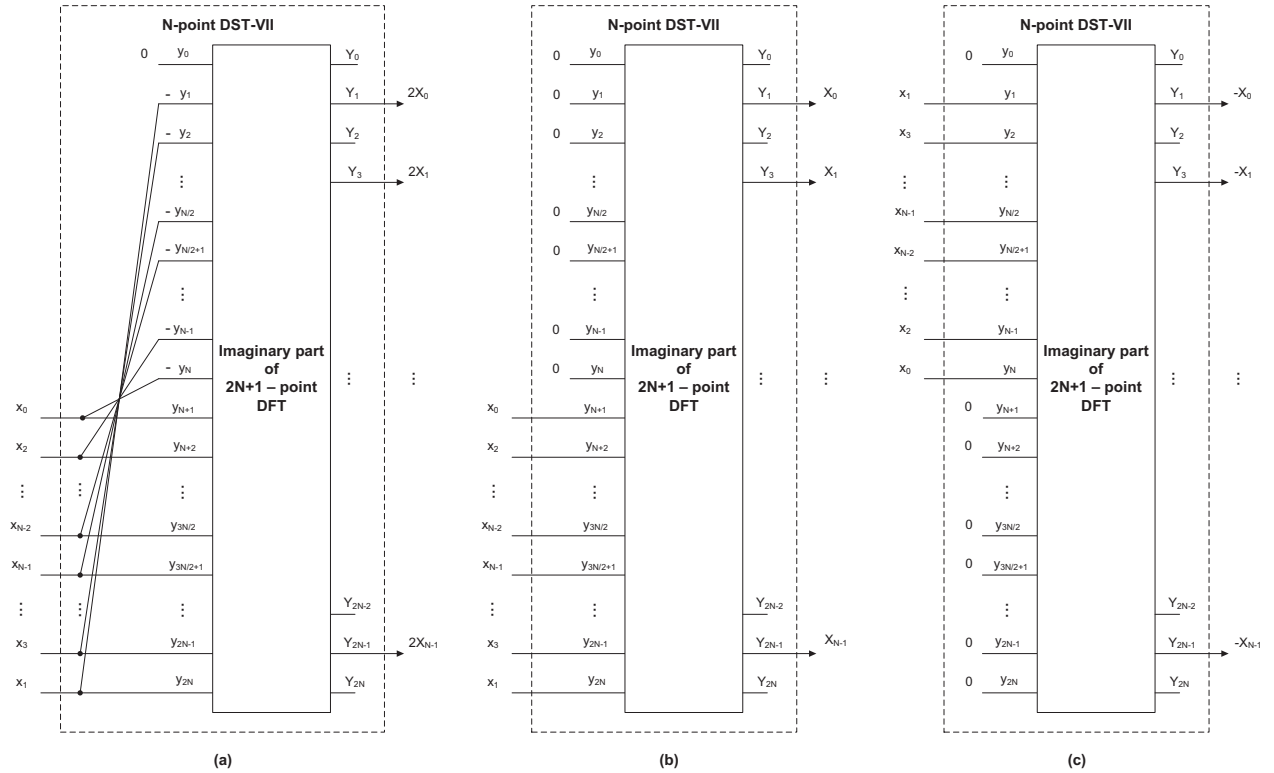 N-point DST-VII
0 y0 Y0
- y1 Y1 2X0
- y2 Y2
⋮ Y3 2X1
- yN/2
- yN/2+1
⋮
- yN-1
- yN ⋮ ⋮
Imaginary part
of
2N+1 – point
DFT
x0 yN+1
x2 yN+2
⋮ ⋮ ⋮
xN-2 y3N/2
xN-1 y3N/2+1
⋮ ⋮ ⋮ Y2N-2
x3 y2N-1 Y2N-1 2XN-1
x1 y2N Y2N
(a)
N-point DST-VII
0 y0 Y0
0 y1 Y1 X0
0 y2 Y2
⋮ Y3 X1
0 yN/2
0 yN/2+1
⋮
0 yN-1
0 yN ⋮ ⋮
Imaginary part
of
2N+1 – point
DFT
x0 yN+1
x2 yN+2
⋮ ⋮
xN-2 y3N/2
xN-1 y3N/2+1
⋮ ⋮ Y2N-2
x3 y2N-1 Y2N-1 XN-1
x1 y2N Y2N
(b)
N-point DST-VII
0 y0 Y0
x1 y1 Y1 -X0
x3 y2 Y2
⋮ ⋮ Y3 -X1
xN-1 yN/2
xN-2 yN/2+1
⋮ ⋮
x2 yN-1
x0 yN ⋮ ⋮
Imaginary part
of
2N+1 – point
DFT
0 yN+1
0 yN+2
⋮
0 y3N/2
0 y3N/2+1
⋮ Y2N-2
0 y2N-1 Y2N-1 -XN-1
0 y2N Y2N
(c)